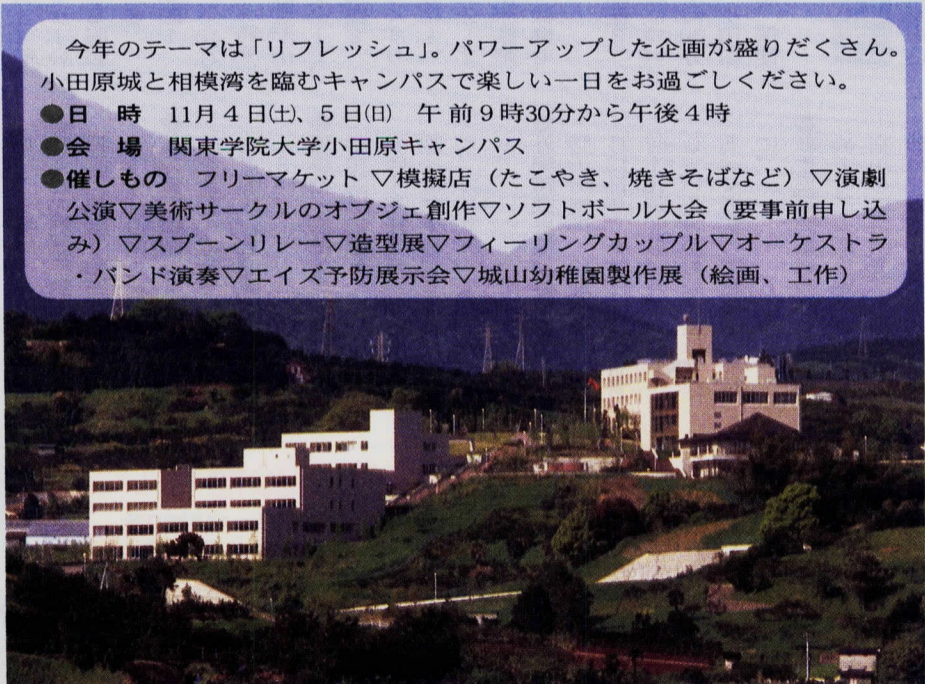 今年のテーマは「リフレッシュ」。パワーアップした企画が盛りだくさん。
小田原城と相模湾を臨むキャンパスで楽しい一日をお過ごしください。
●日　時　11月4日㈯、5日㈰　午前9時30分から午後4時
●会　場　関東学院大学小田原キャンパス
●催しもの　フリーマケット ▽模擬店（たこやき、焼きそばなど）▽演劇
公演▽美術サークルのオブジェ創作▽ソフトボール大会（要事前申し込
み）▽スプーンリレー▽造型展▽フィーリングカップル▽オーケストラ
・バンド演奏▽エイズ予防展示会▽城山幼稚園製作展（絵画、工作）